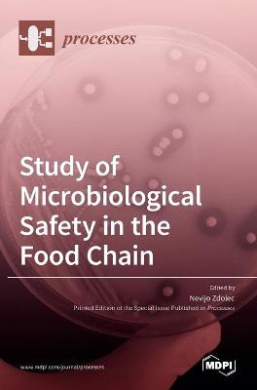 processes
Study of
Microbiological
Safety in the
Food Chain
Edited by
Nevijo Zdolec
Printed Edition of the Special Issue Published in Processes
www.mdpi.com/journal/processes
MDPI